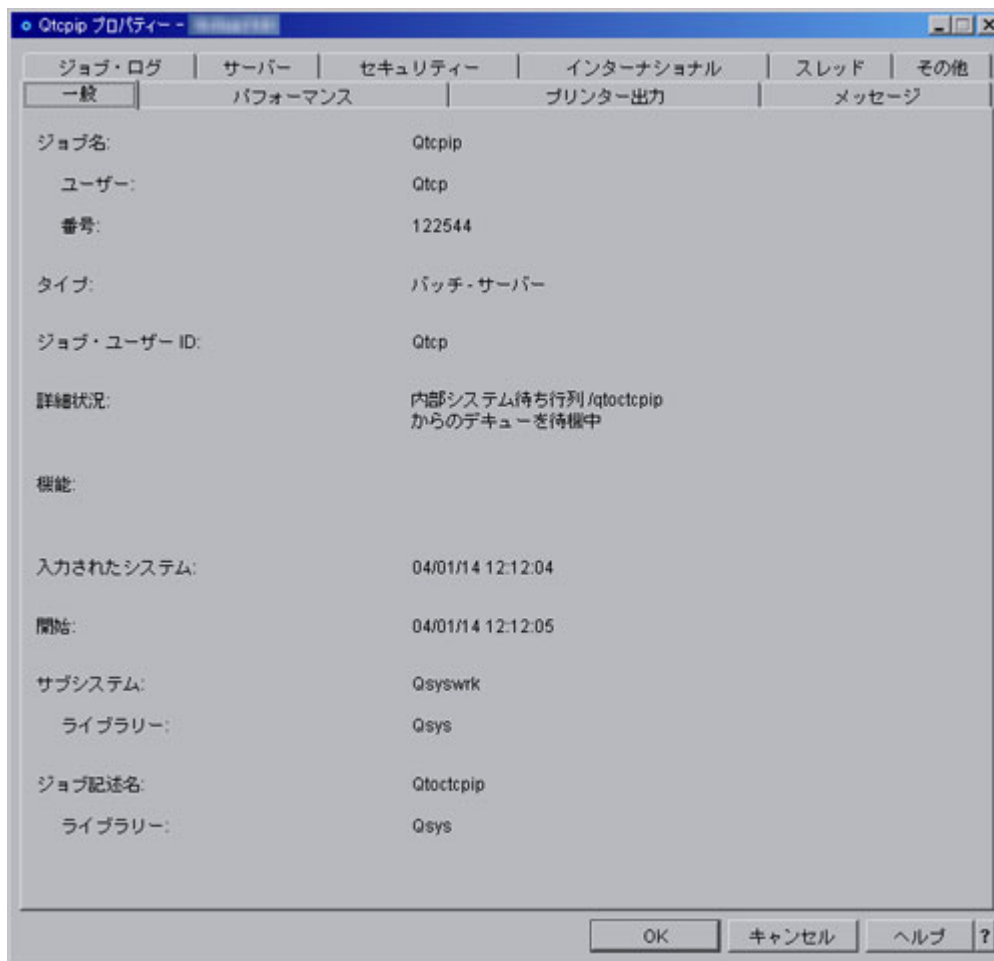 Qtcpip プロパティー -
ジョブ・ログ サーバー セキュリティー インターナショナル スレッド その他
一般 パフォーマンス プリンター出力 メッセージ
ジョブ名: Qtcpip
ユーザー: Qtcp
番号: 122544
タイプ: バッチ - サーバー
ジョブ・ユーザー ID: Qtcp
詳細状況: 内部システム待ち行列 /qtoctcpip
からのデキューを待機中
機能:
入力されたシステム: 04/01/14 12:12:04
開始: 04/01/14 12:12:05
サブシステム: Qsyswrk
ライブラリー: Qsys
ジョブ記述名: Qtoctcpip
ライブラリー: Qsys
OK キャンセル ヘルプ ?